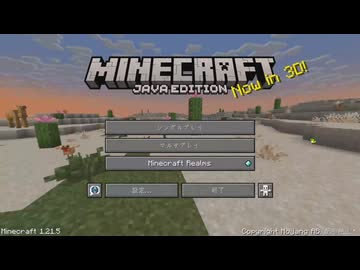 MINECRAFT
JAVA EDITION
Now in 3D!
シングルプレイ
マルチプレイ
Minecraft Realms
設定...
終了
Minecraft 1.21.5
Copyright Mojang AB